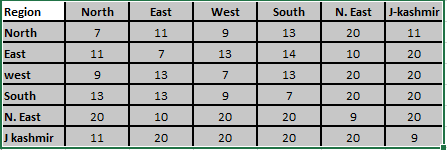 Region North East West South N. East J-kashmir
North 7 11 9 13 20 11
East 11 7 13 14 10 20
west 9 13 7 13 20 20
South 13 13 9 7 20 20
N. East 20 10 20 20 9 20
J kashmir 11 20 20 20 20 9